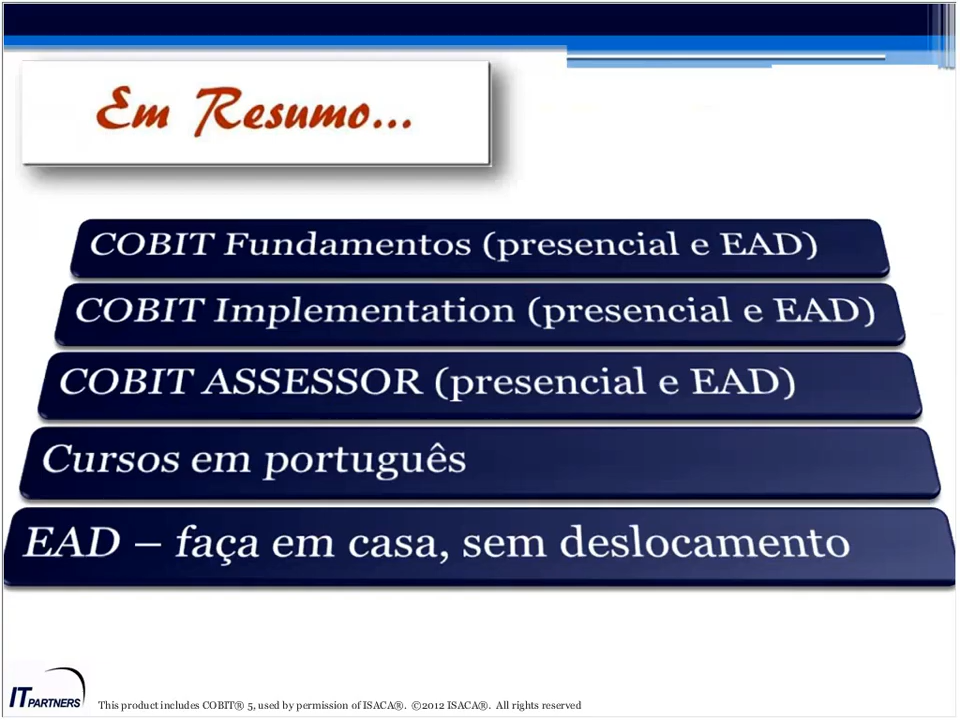 Em Resumo...
COBIT Fundamentos (presencial e EAD)
COBIT Implementation (presencial e EAD)
COBIT ASSESSOR (presencial e EAD)
Cursos em português
EAD – faça em casa, sem deslocamento
IT PARTNERS
This product includes COBIT® 5, used by permission of ISACA®. ©2012 ISACA®. All rights reserved